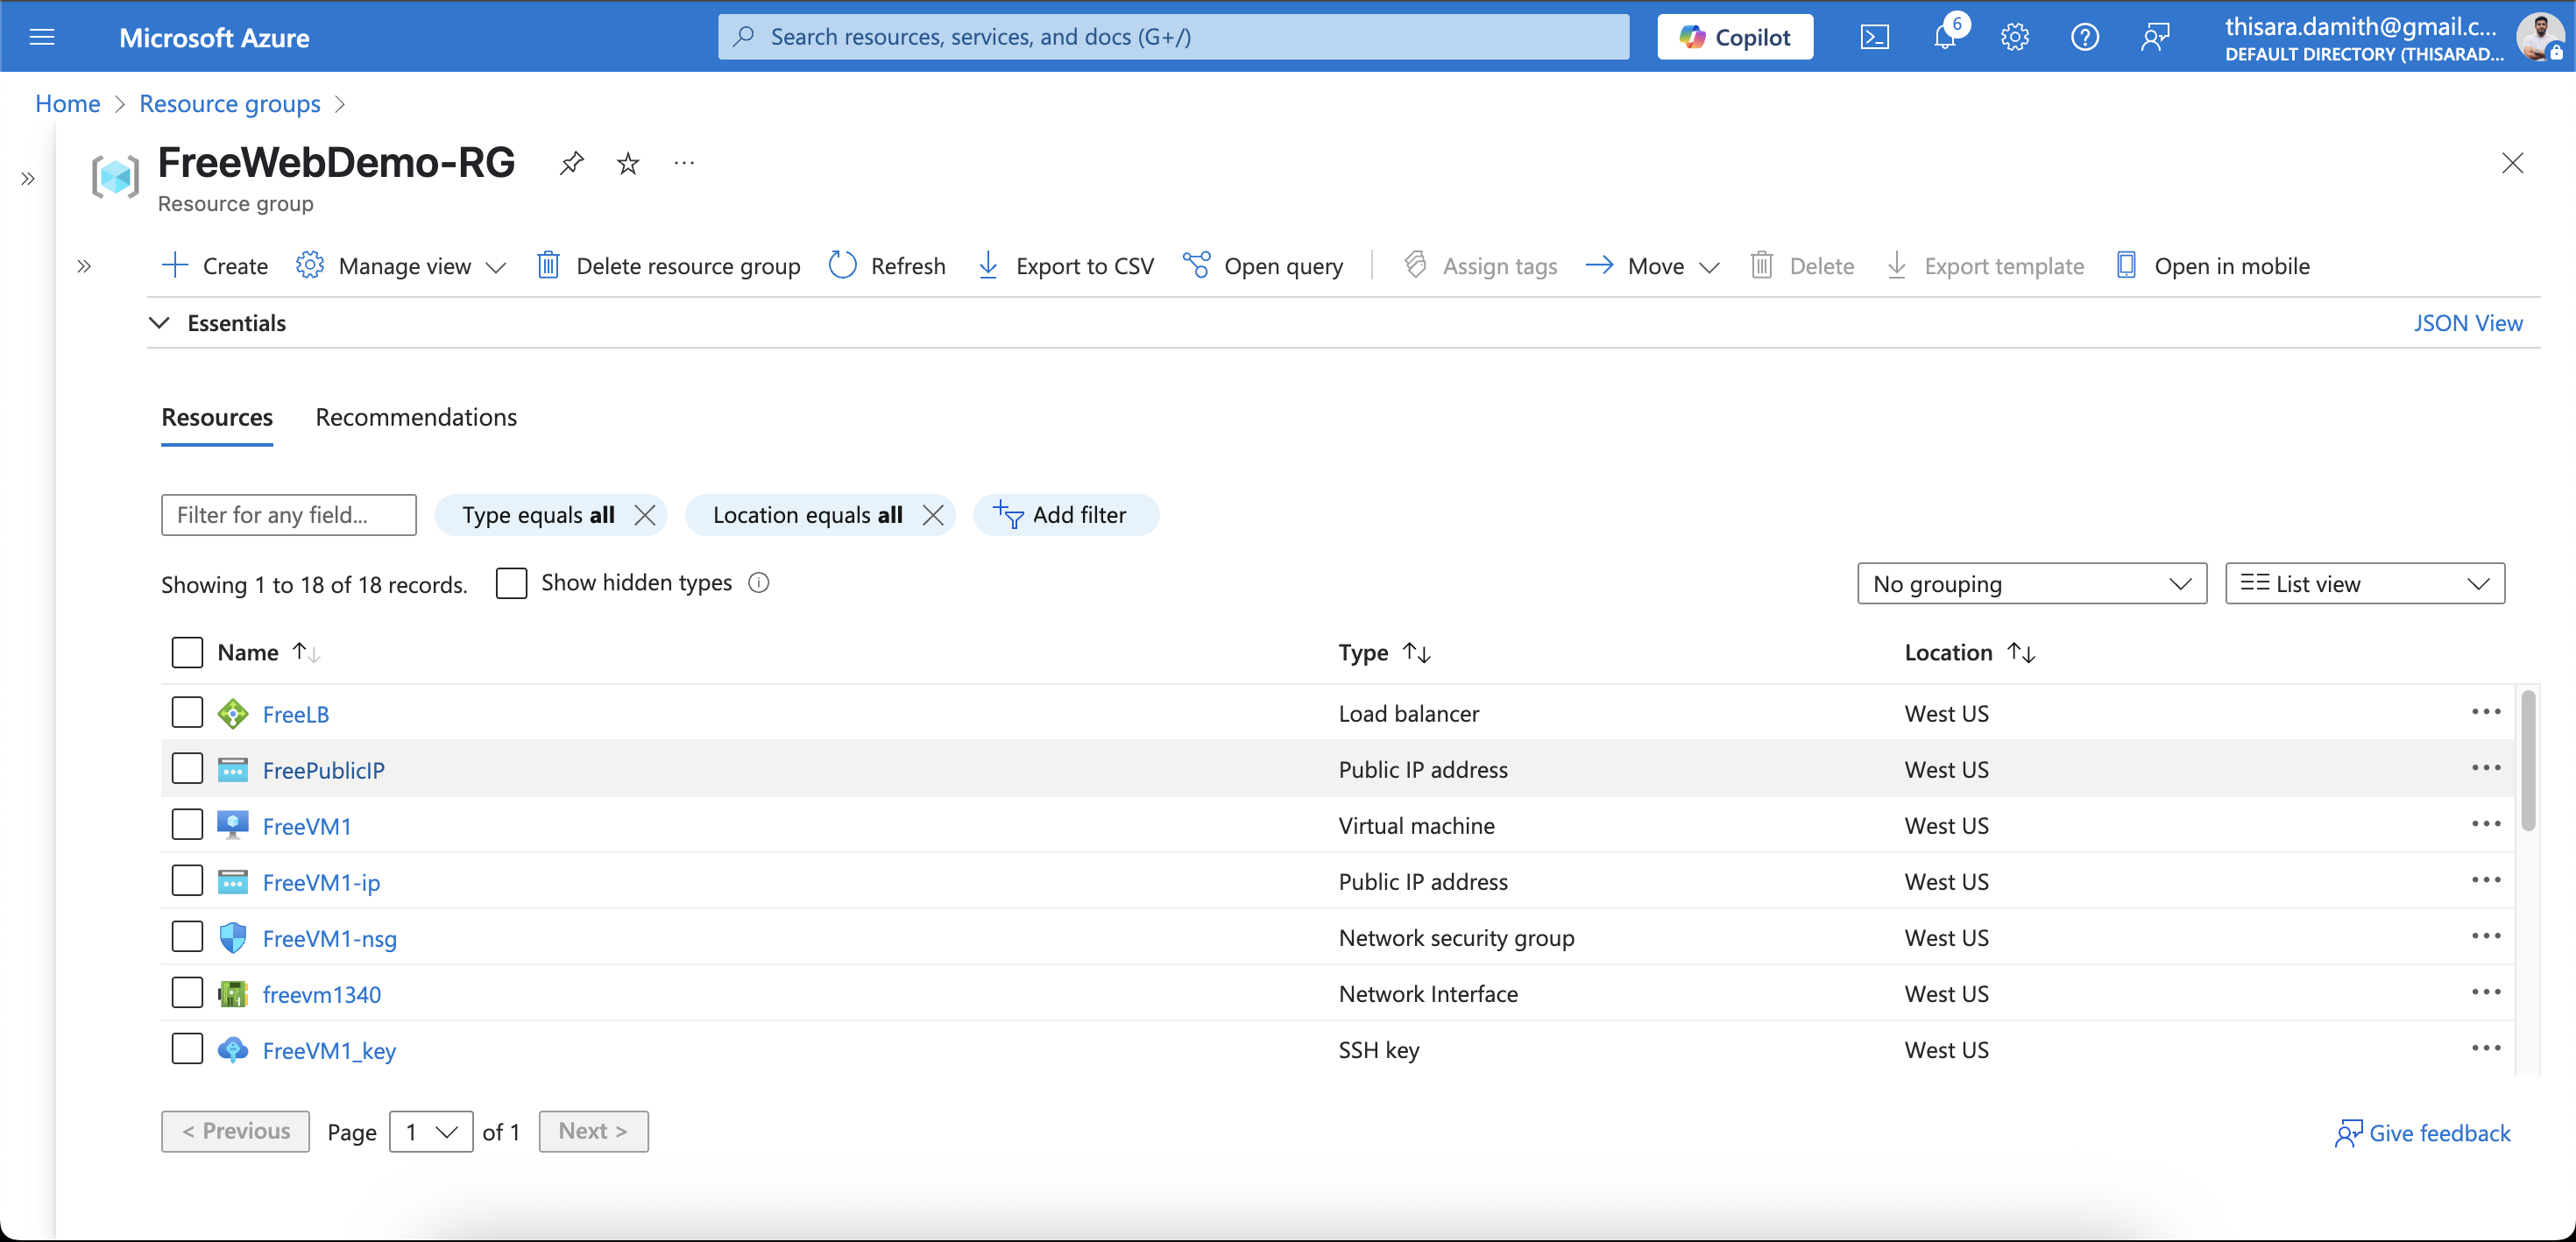 Microsoft Azure
Search resources, services, and docs (G+/)
Copilot
6
thisara.damith@gmail.c...
DEFAULT DIRECTORY (THISARAD...
Home > Resource groups >
FreeWebDemo-RG
Resource group
Create Manage view Delete resource group Refresh Export to CSV Open query Assign tags Move Delete Export template Open in mobile
Essentials JSON View
Resources Recommendations
Filter for any field... Type equals all Location equals all Add filter
Showing 1 to 18 of 18 records. Show hidden types No grouping List view
Name Type Location
FreeLB Load balancer West US
FreePublicIP Public IP address West US
FreeVM1 Virtual machine West US
FreeVM1-ip Public IP address West US
FreeVM1-nsg Network security group West US
freevm1340 Network Interface West US
FreeVM1_key SSH key West US
< Previous Page 1 of 1 Next > Give feedback